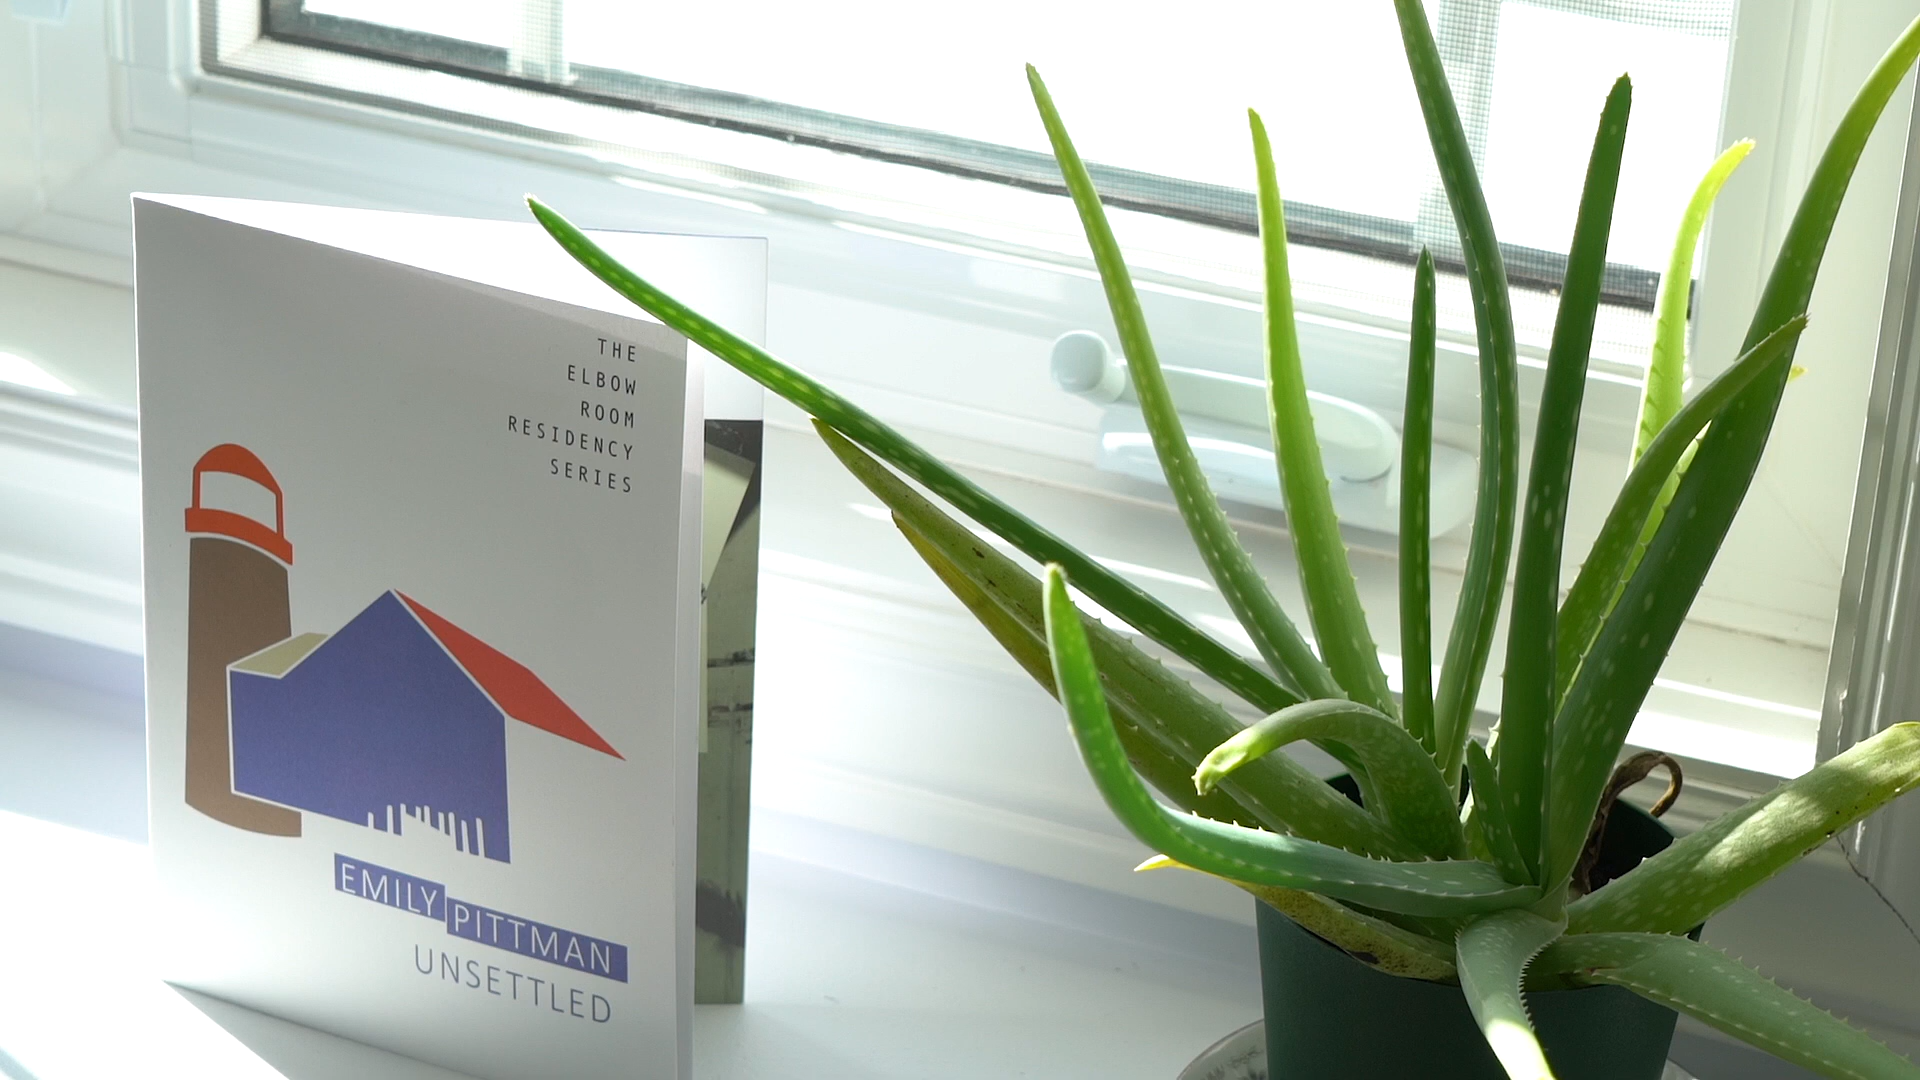 THE
ELBOW
ROOM
RESIDENCY
SERIES
EMILY PITTMAN
UNSETTLED